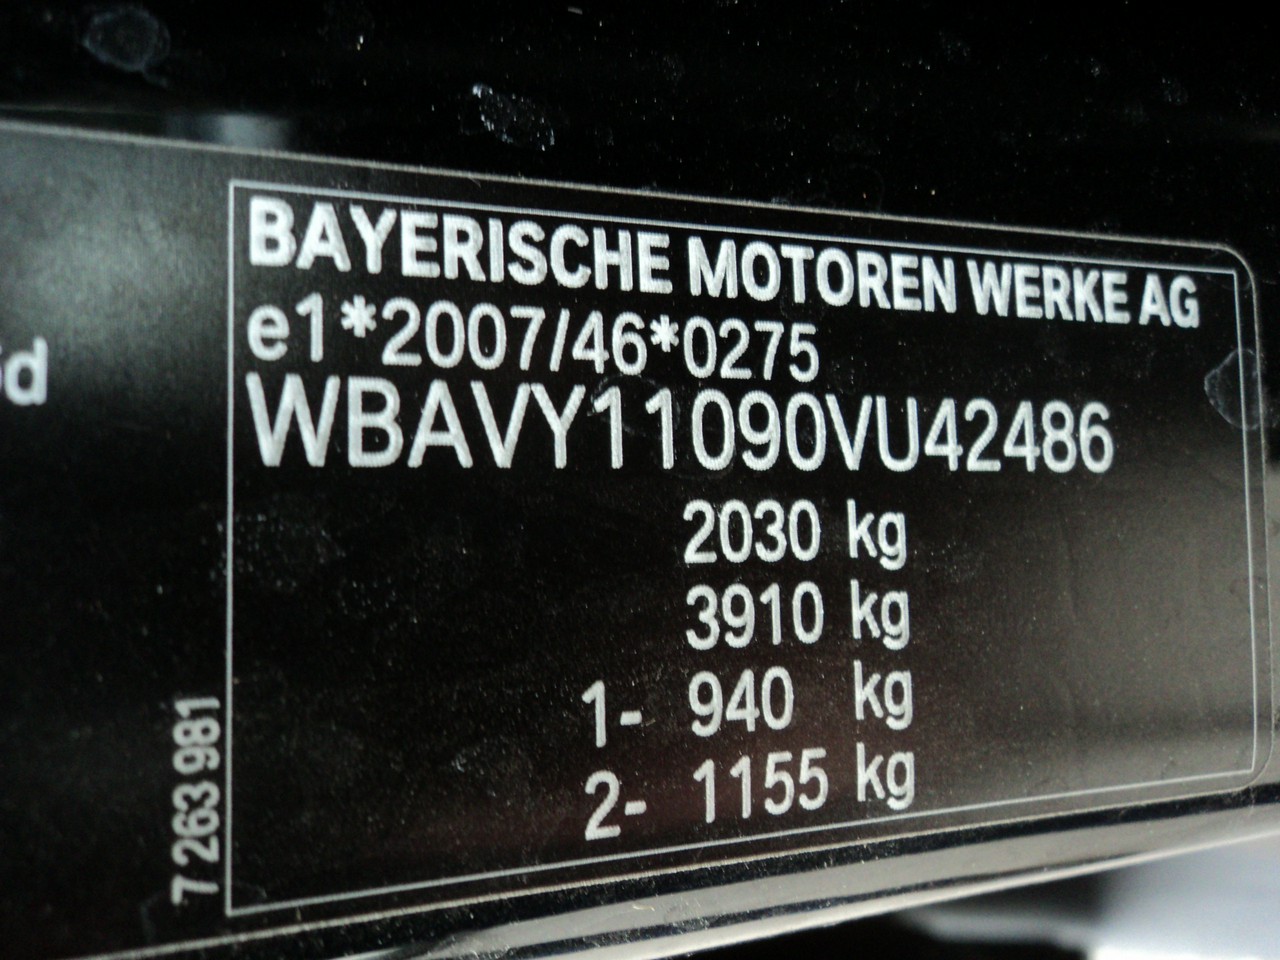 BAYERISCHE MOTOREN WERKE AG
e1*2007/46*0275
WBAVY11090VU42486
2030 kg
3910 kg
1- 940 kg
2- 1155 kg
7 263 981